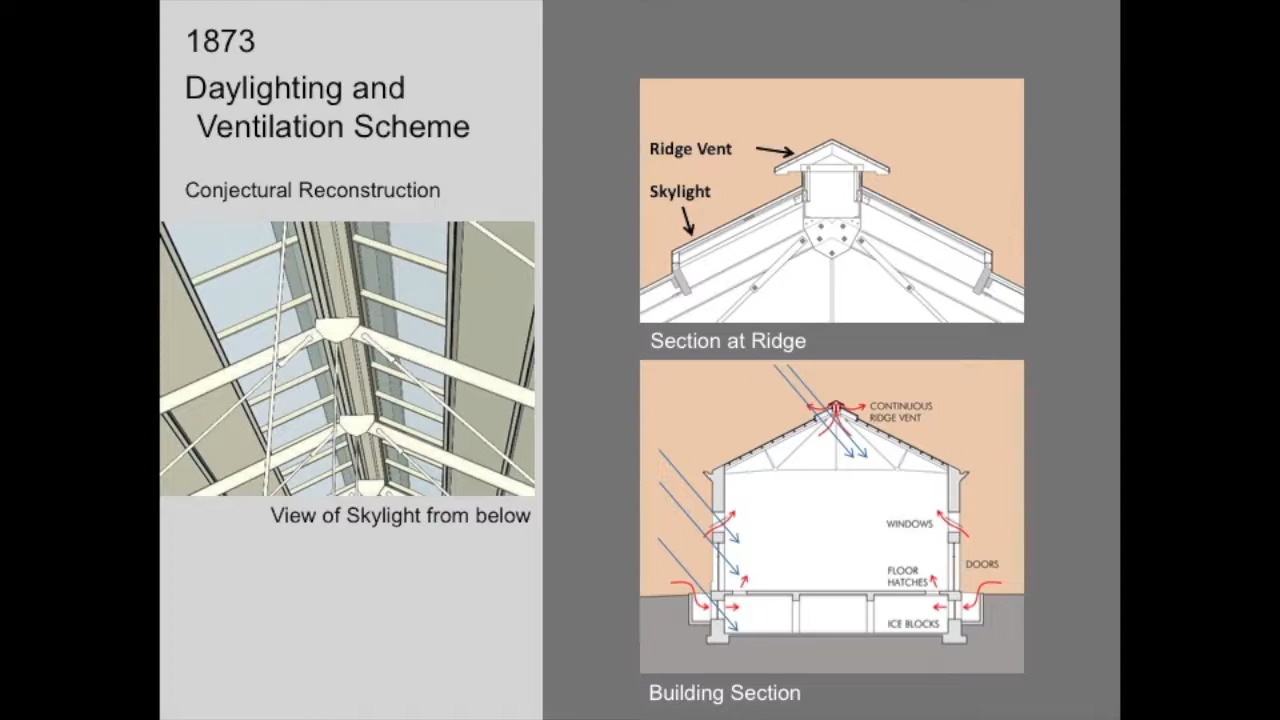 1873
Daylighting and
Ventilation Scheme
Conjectural Reconstruction
View of Skylight from below
Ridge Vent
Skylight
Section at Ridge
CONTINUOUS
RIDGE VENT
WINDOWS
DOORS
FLOOR
HATCHES
ICE BLOCKS
Building Section